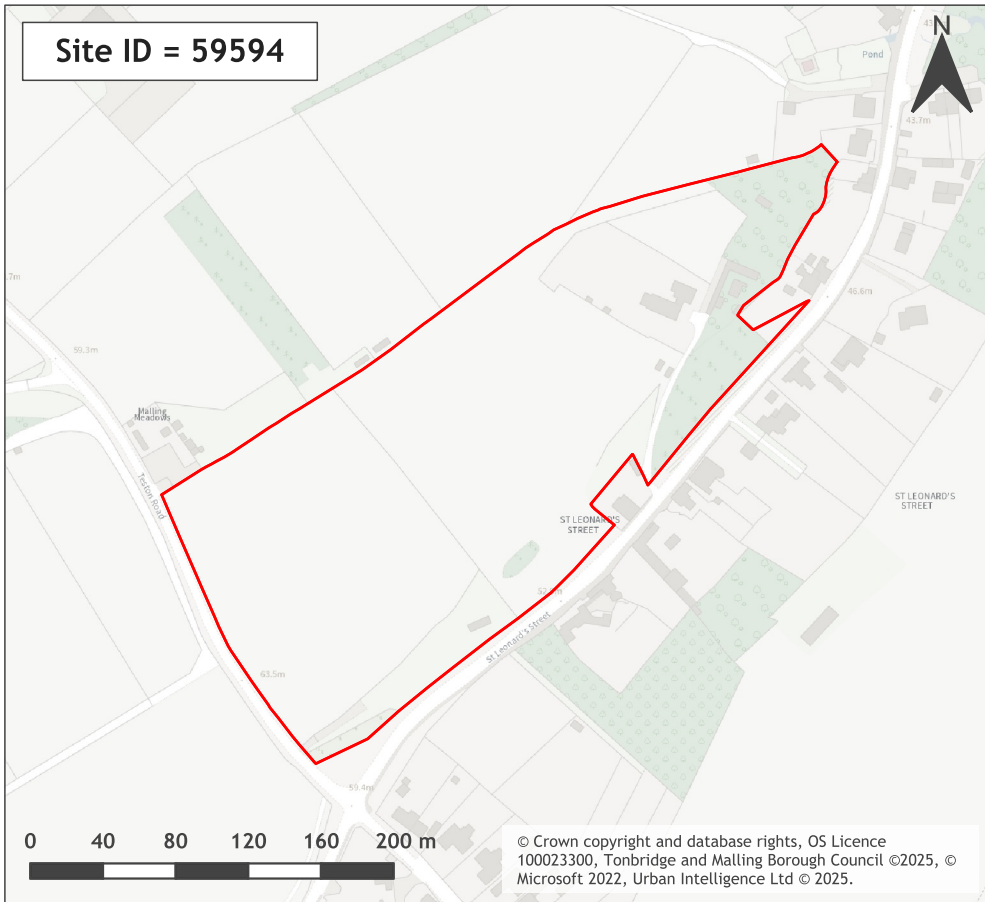 Site ID = 59594
N
Pond
43.7m
46.6m
.7m
59.3m
Malling
Meadows
Teston Road
ST LEONARD'S
STREET
ST LEONARD'S
STREET
St Leonard's Street
63.5m
59.4m
0 40 80 120 160 200 m
© Crown copyright and database rights, OS Licence
100023300, Tonbridge and Malling Borough Council ©2025, ©
Microsoft 2022, Urban Intelligence Ltd © 2025.